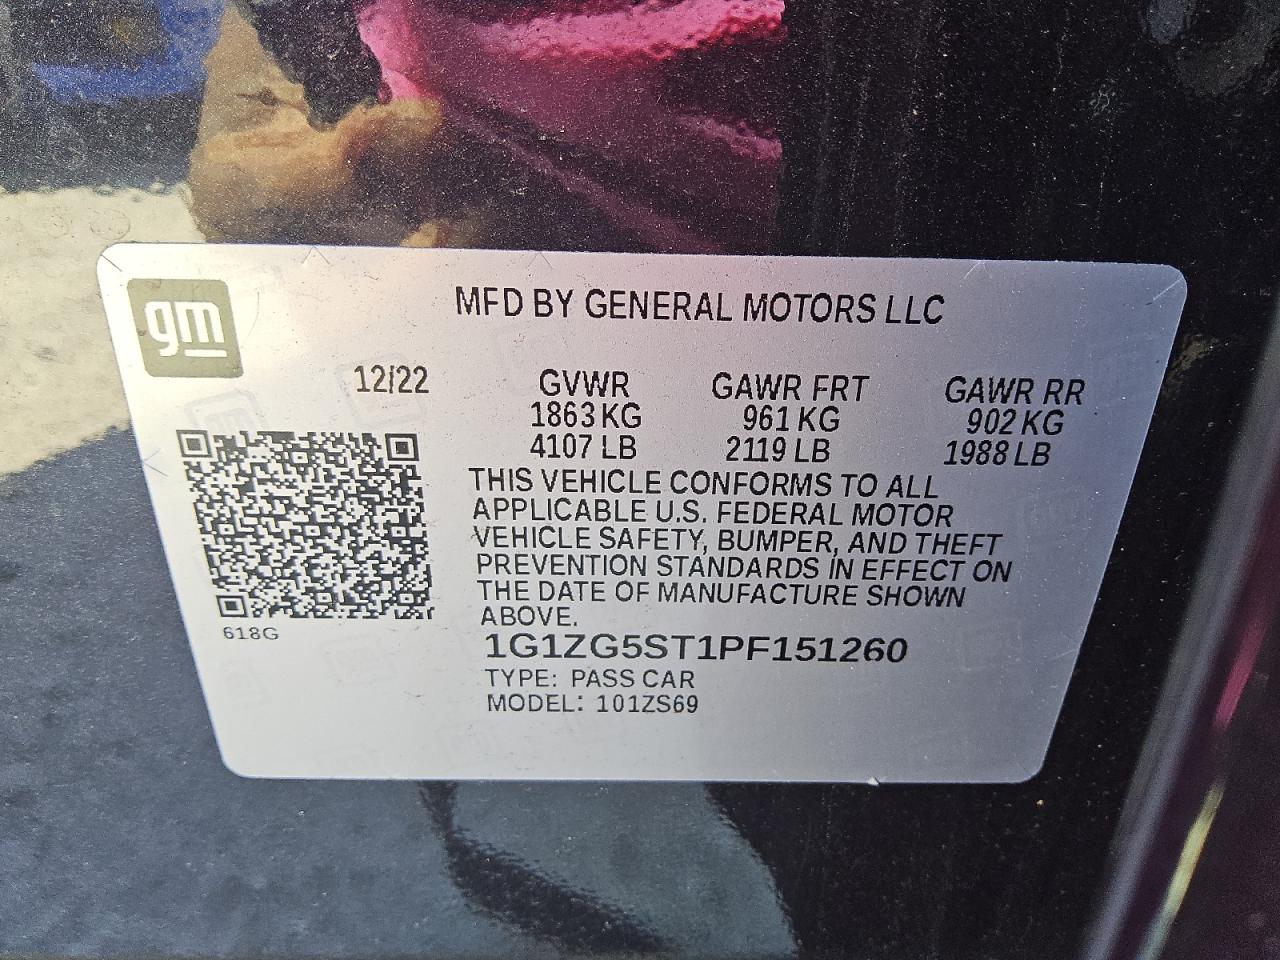 MFD BY GENERAL MOTORS LLC
gm
12/22
GVWR GAWR FRT GAWR RR
1863 KG 961 KG 902 KG
4107 LB 2119 LB 1988 LB
THIS VEHICLE CONFORMS TO ALL
APPLICABLE U.S. FEDERAL MOTOR
VEHICLE SAFETY, BUMPER, AND THEFT
PREVENTION STANDARDS IN EFFECT ON
THE DATE OF MANUFACTURE SHOWN
ABOVE.
618G
1G1ZG5ST1PF151260
TYPE: PASS CAR
MODEL: 101ZS69